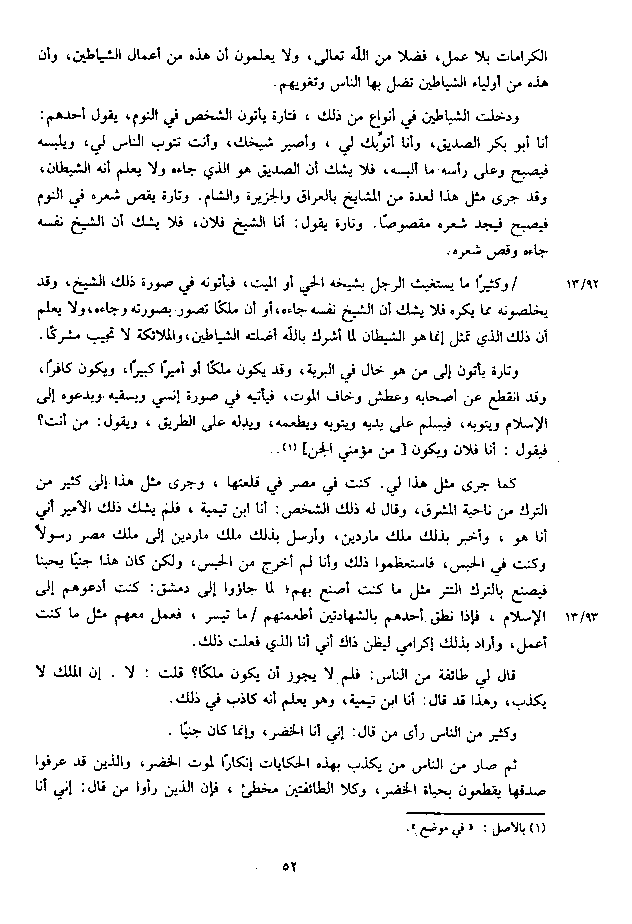 الكرامات بلا عمل، فضلا من الله تعالى، ولا يعلمون أن هذه من أعمال الشياطين، وأن
هذه من أولياء الشياطين تضل بها الناس وتغويهم.
ودخلت الشياطين في أنواع من ذلك ، فتارة يأتون الشخص في النوم، يقول أحدهم:
أنا أبو بكر الصديق، وأنا أتوبك لي ، وأصير شيخك، وأنت تتوب الناس لي، ويلبسه
فيصبح وعلى رأسه ما ألبسه، فلا يشك أن الصديق هو الذي جاءه ولا يعلم أنه الشيطان،
وقد جرى مثل هذا لعدة من المشايخ بالعراق والجزيرة والشام. وتارة يقص شعره في النوم
فيصبح فيجد شعره مقصوصًا. وتارة يقول: أنا الشيخ فلان، فلا يشك أن الشيخ نفسه
جاءه وقص شعره.
/ وكثيرًا ما يستغيث الرجل بشيخه الحي أو الميت، فيأتونه في صورة ذلك الشيخ، وقد ١٣/٩٢
يخلصونه مما يكره فلا يشك أن الشيخ نفسه جاءه، أو أن ملكًا تصور بصورته وجاءه، ولا يعلم
أن ذلك الذي تمثل إنما هو الشيطان لما أشرك بالله أضلته الشياطين، والملائكة لا تجيب مشركًا.
وتارة يأتون إلى من هو خال في البرية، وقد يكون ملكًا أو أميرًا كبيرًا، ويكون كافرًا،
وقد انقطع عن أصحابه وعطش وخاف الموت، فيأتيه في صورة إنسي ويسقيه ويدعوه إلى
الإسلام ويتوبه، فيسلم على يديه ويتوبه ويطعمه، ويدله على الطريق ، ويقول: من أنت؟
فيقول : أنا فلان ويكون [ من مؤمني الجن] (١)..
كما جرى مثل هذا لي. كنت في مصر في قلعتها ، وجرى مثل هذا إلى كثير من
الترك من ناحية المشرق، وقال له ذلك الشخص: أنا ابن تيمية ، فلم يشك ذلك الأمير أني
أنا هو ، وأخبر بذلك ملك ماردين، وأرسل بذلك ملك ماردين إلى ملك مصر رسولاً
وكنت في الحبس، فاستعظموا ذلك وأنا لم أخرج من الحبس، ولكن كان هذا جنيًا يحبنا
فيصنع بالترك التتر مثل ما كنت أصنع بهم؛ لما جاؤوا إلى دمشق: كنت أدعوهم إلى
الإسلام ، فإذا نطق أحدهم بالشهادتين أطعمتهم / ما تيسر ، فعمل معهم مثل ما كنت ١٣/٩٣
أعمل، وأراد بذلك إكرامي ليظن ذاك أني أنا الذي فعلت ذلك.
قال لي طائفة من الناس: فلم لا يجوز أن يكون ملكًا؟ قلت : لا . إن الملك لا
يكذب، وهذا قد قال: أنا ابن تيمية، وهو يعلم أنه كاذب في ذلك.
وكثير من الناس رأى من قال: إني أنا الخضر، وإنما كان جنيًا .
ثم صار من الناس من يكذب بهذه الحكايات إنكارًا لموت الخضر، والذين قد عرفوا
صدقها يقطعون بحياة الخضر، وكلا الطائفتين مخطئ ، فإن الذين رأوا من قال: إني أنا
(١) بالأصل : « في موضع ».
٥٢